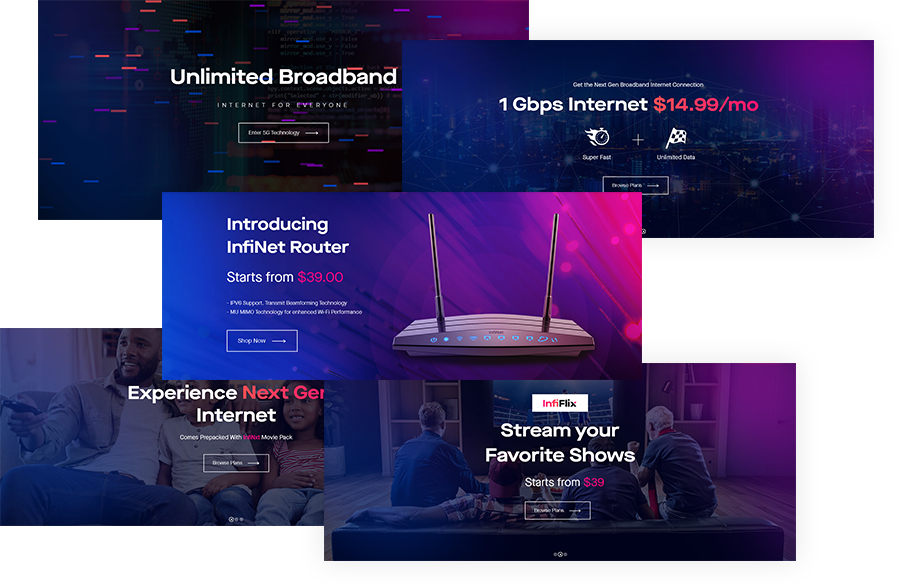 Unlimited Broadband
INTERNET FOR EVERYONE
Enter 5G Technology
Get the Next Gen Broadband Internet Connection
1 Gbps Internet $14.99/mo
Super Fast
Unlimited Data
Browse Plans
Introducing
InfiNet Router
Starts from $39.00
- IPV6 Support, Transmit Beamforming Technology
- MU MIMO Technology for enhanced Wi-Fi Performance
Shop Now
Experience Next Gen
Internet
Comes Prepacked With InfiNet Movie Pack
Browse Plans
InfiFlix
Stream your
Favorite Shows
Starts from $39
Browse Plans